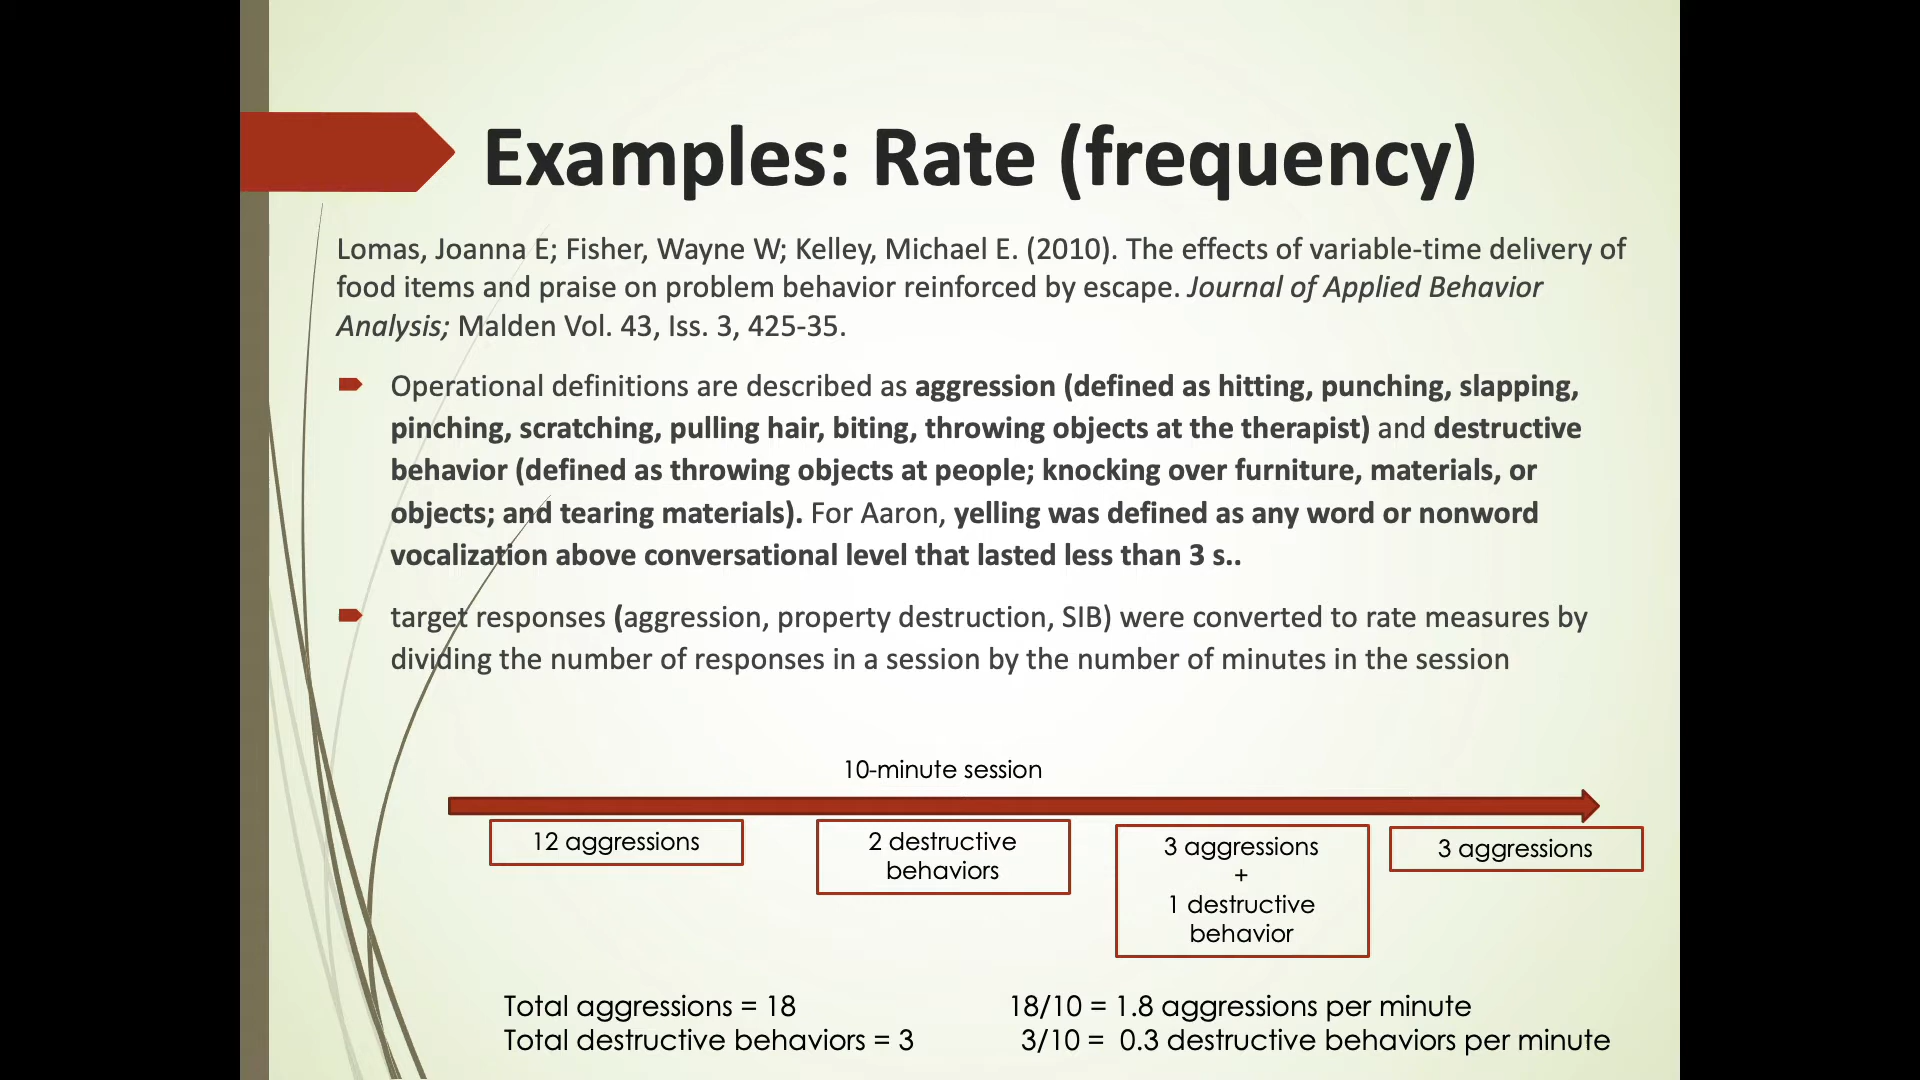 Examples: Rate (frequency)
Lomas, Joanna E; Fisher, Wayne W; Kelley, Michael E. (2010). The effects of variable-time delivery of
food items and praise on problem behavior reinforced by escape. Journal of Applied Behavior
Analysis; Malden Vol. 43, Iss. 3, 425-35.
Operational definitions are described as aggression (defined as hitting, punching, slapping,
pinching, scratching, pulling hair, biting, throwing objects at the therapist) and destructive
behavior (defined as throwing objects at people; knocking over furniture, materials, or
objects; and tearing materials). For Aaron, yelling was defined as any word or nonword
vocalization above conversational level that lasted less than 3 s..
target responses (aggression, property destruction, SIB) were converted to rate measures by
dividing the number of responses in a session by the number of minutes in the session
10-minute session
12 aggressions
2 destructive
behaviors
3 aggressions
+
1 destructive
behavior
3 aggressions
Total aggressions = 18
Total destructive behaviors = 3
18/10 = 1.8 aggressions per minute
3/10 = 0.3 destructive behaviors per minute